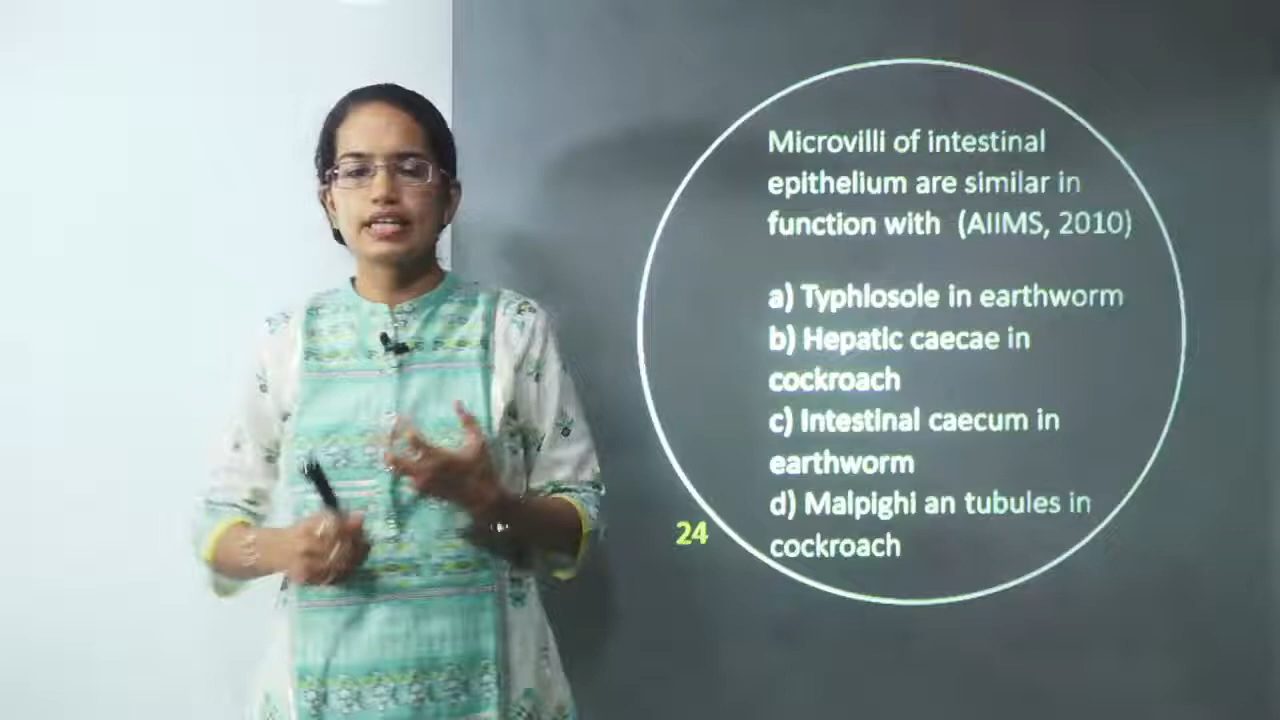 Microvilli of intestinal
epithelium are similar in
function with (AIIMS, 2010)
a) Typhlosole in earthworm
b) Hepatic caecae in
cockroach
c) Intestinal caecum in
earthworm
d) Malpighi an tubules in
cockroach
24